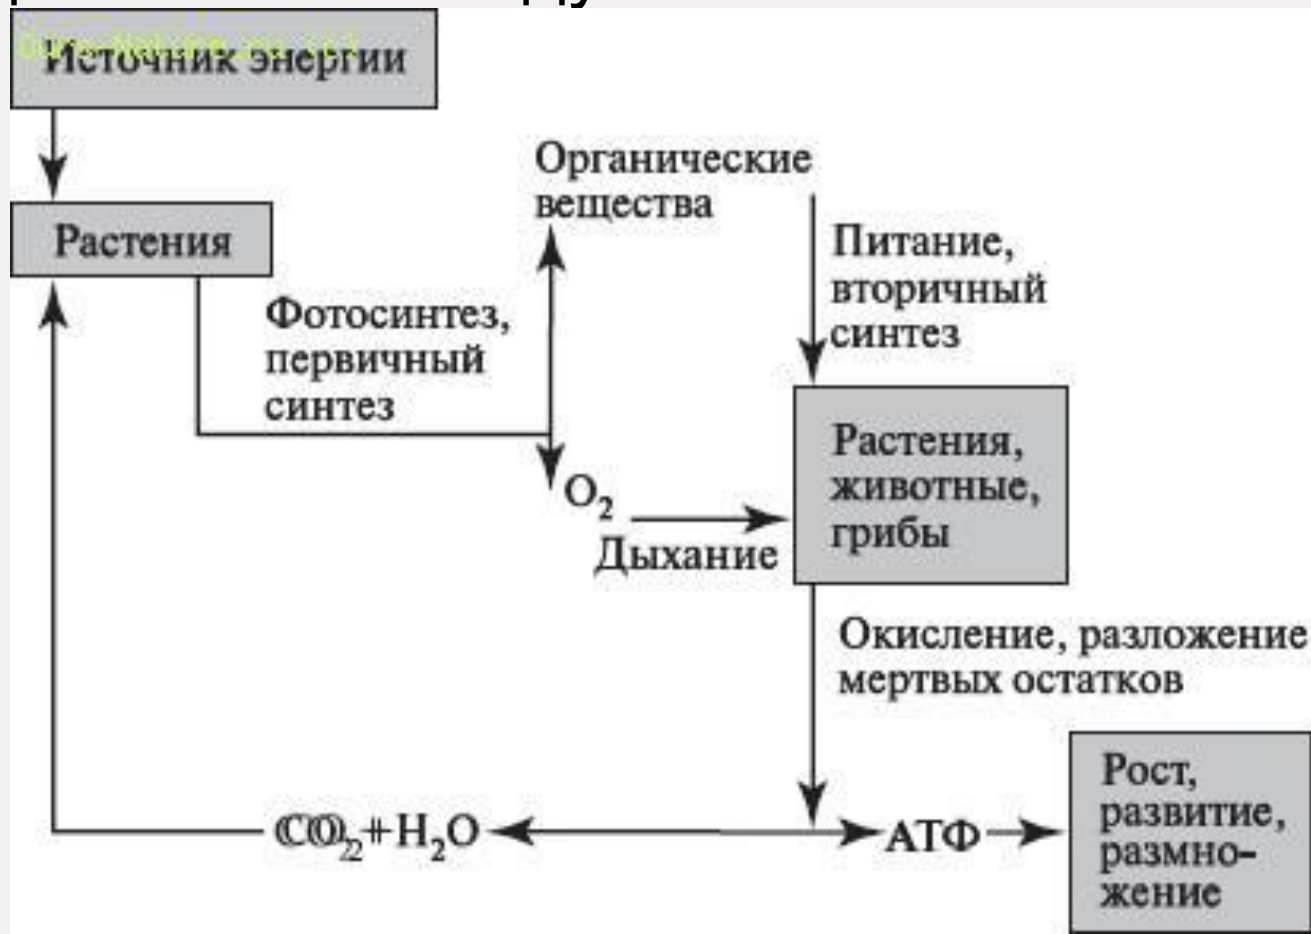 Источник энергии
Растения
Фотосинтез,
первичный
синтез
Органические
вещества
Питание,
вторичный
синтез
O₂
Дыхание
Растения,
животные,
грибы
Окисление, разложение
мертвых остатков
CO₂+H₂O
АТФ
Рост,
развитие,
размно-
жение